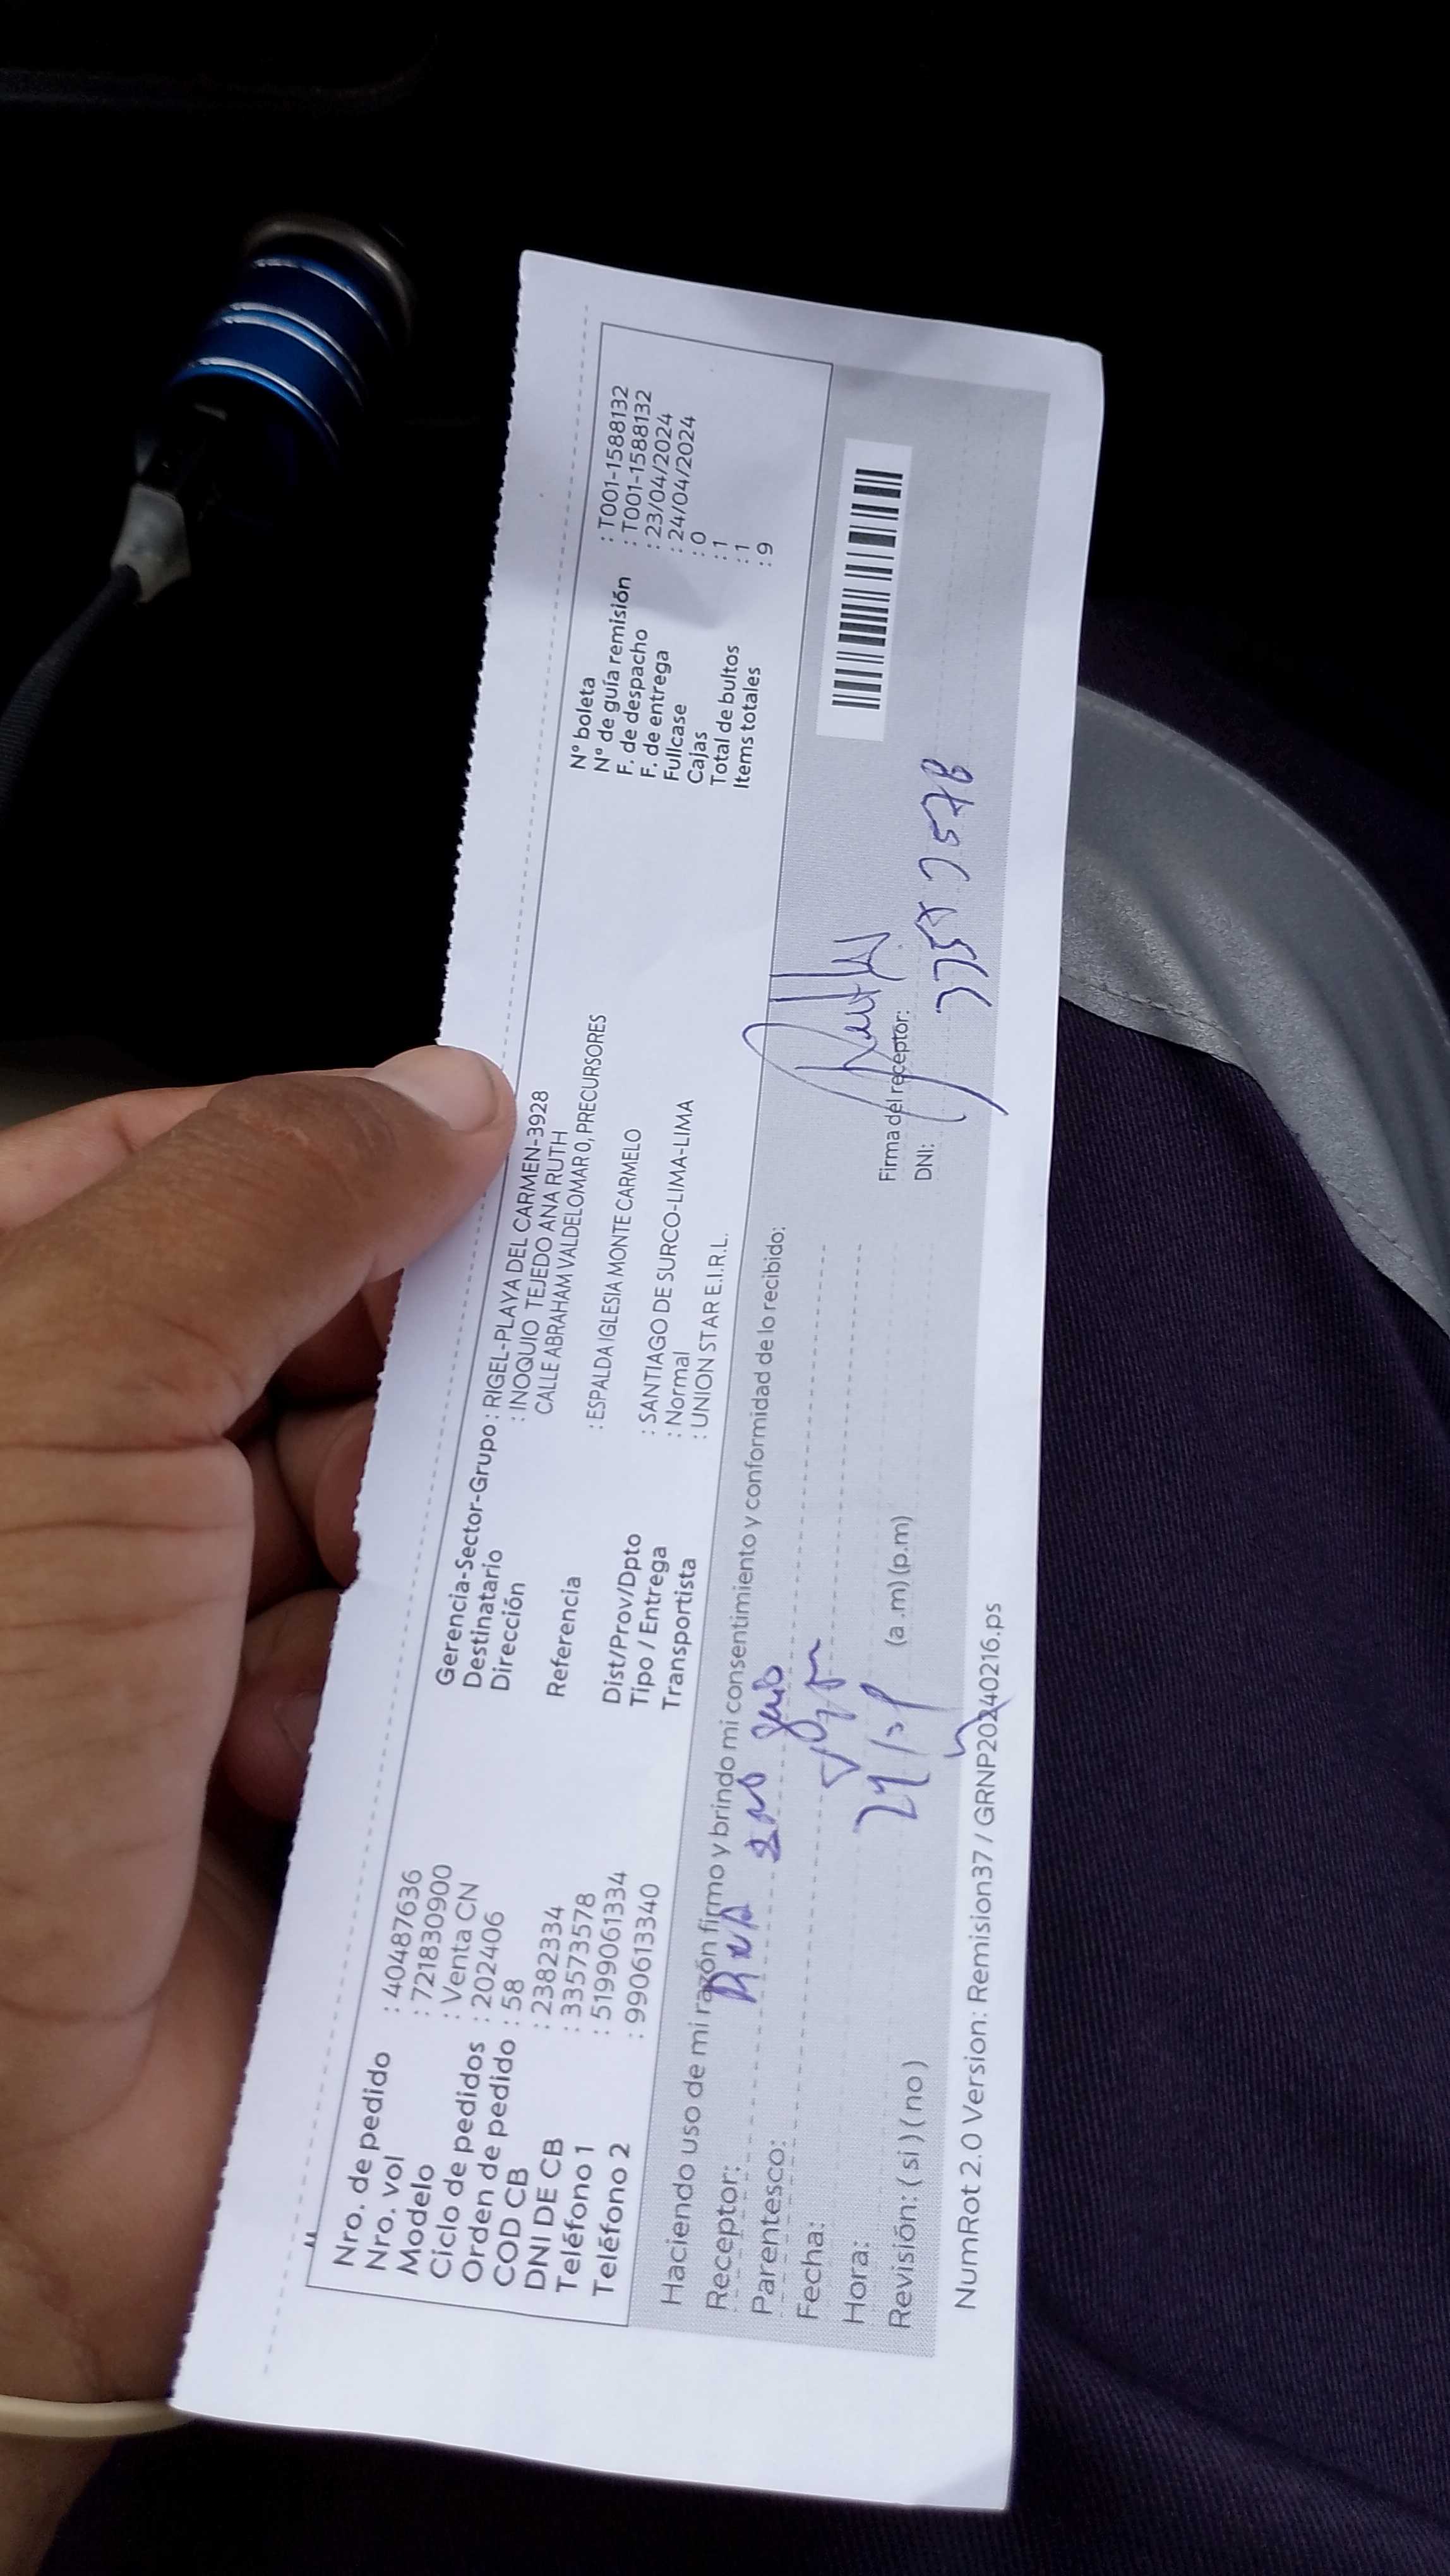 Nro. de pedido : 40487636
Nro. vol : 721830900
Modelo : Venta CN
Ciclo de pedidos : 202406
Orden de pedido : 58
COD CB : 2382334
DNI DE CB : 33573578
Teléfono 1 : 5199061334
Teléfono 2 : 990613340
Gerencia-Sector-Grupo : RIGEL-PLAYA DEL CARMEN-3928
Destinatario : INOQUIO TEJEDO ANA RUTH
Dirección CALLE ABRAHAM VALDELOMAR 0, PRECURSORES
Referencia : ESPALDA IGLESIA MONTE CARMELO
Dist/Prov/Dpto : SANTIAGO DE SURCO-LIMA-LIMA
Tipo / Entrega : Normal
Transportista : UNION STAR E.I.R.L.
N° boleta : T001-1588132
N° de guía remisión : T001-1588132
F. de despacho : 23/04/2024
F. de entrega : 24/04/2024
Fullcase : 0
Cajas : 1
Total de bultos : 1
Items totales : 9
Haciendo uso de mi razón firmo y brindo mi consentimiento y conformidad de lo recibido:
Receptor:
Parentesco:
Fecha:
Hora: (a .m) (p.m)
Revisión: ( si ) ( no )
Firma del receptor:
DNI:
NumRot 2.0 Version: Remision37 / GRNP20240216.ps